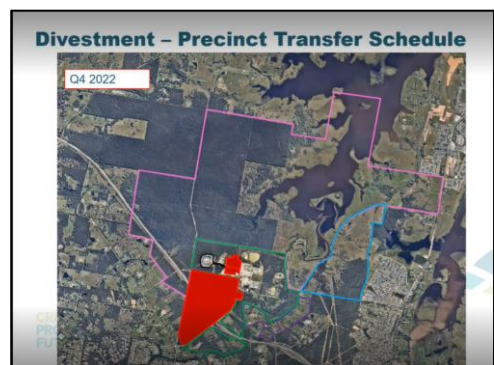 Divestment – Precinct Transfer Schedule
Q4 2022